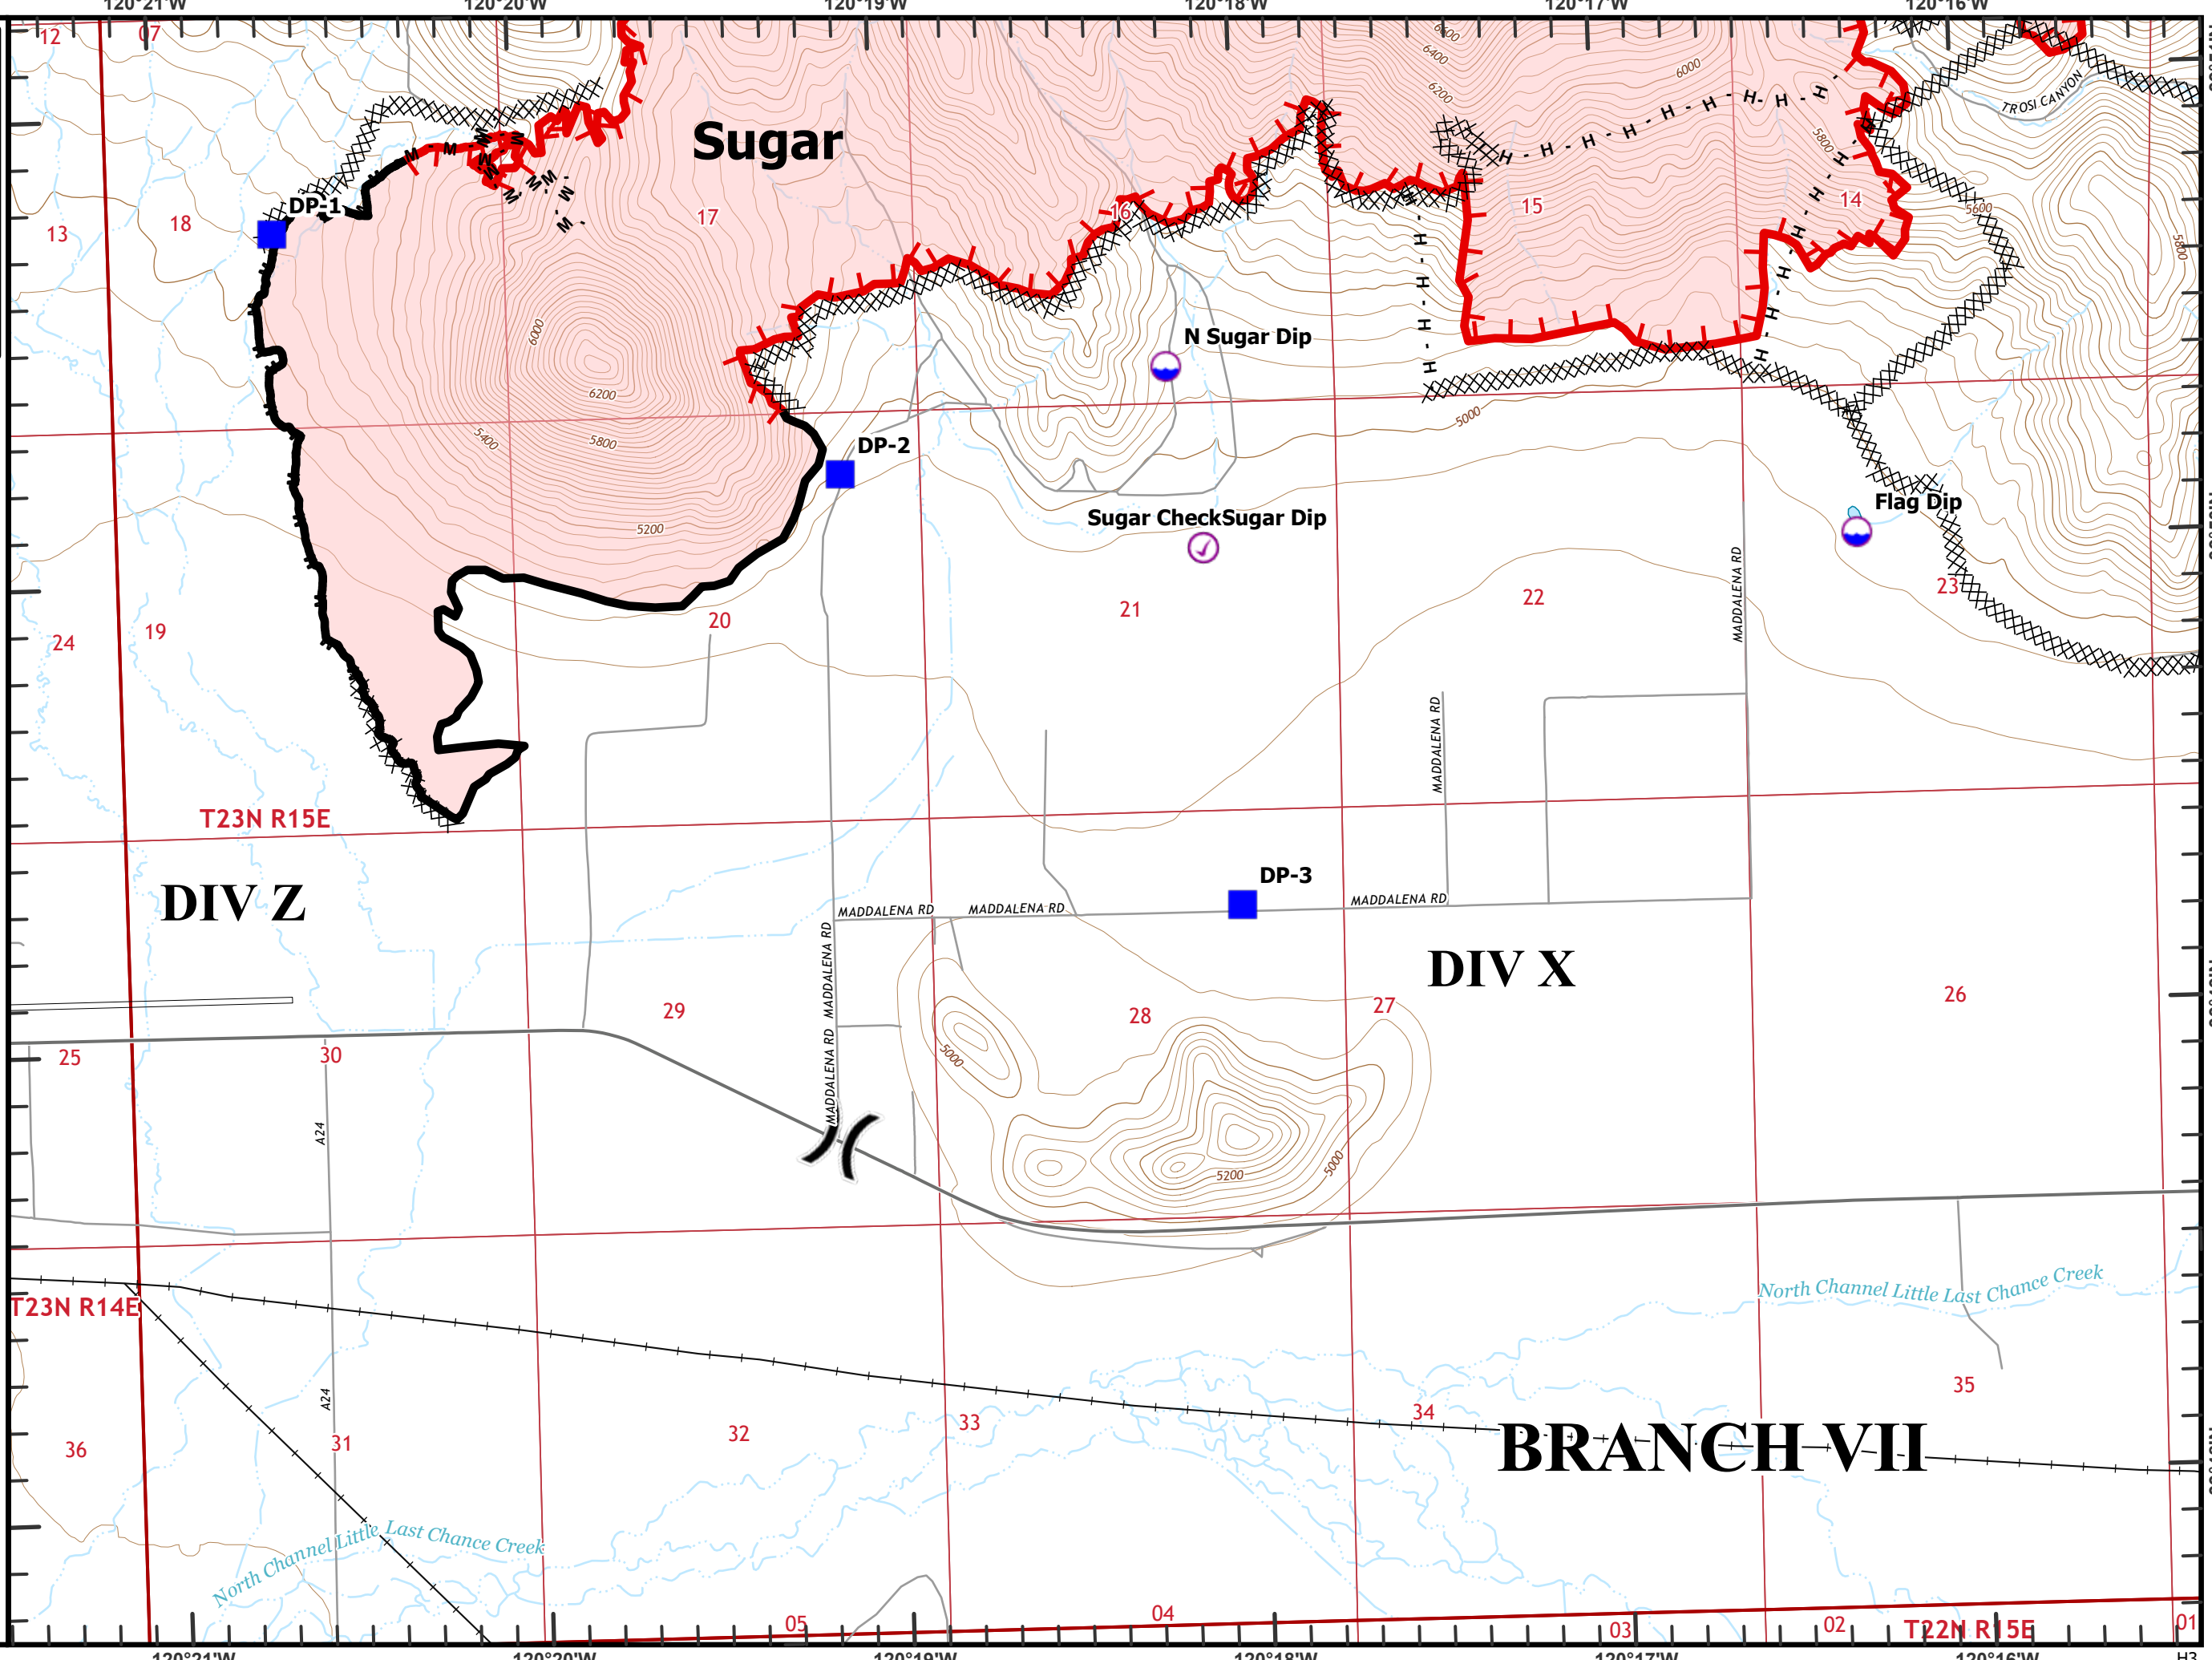 120°21'W 120°20'W 120°19'W 120°18'W 120°17'W 120°16'W
12 07
6400
6200
6000
TROSI CANYON
Sugar
5800
DP-1
13 18 17 16 15 14
5600
5800
6000
N Sugar Dip
6200
5000
5400 5800
DP-2
Sugar CheckSugar Dip
Flag Dip
5200
MADDALENA RD
24 19 20 21 22 23
MADDALENA RD
T23N R15E
DP-3
DIV Z
MADDALENA RD MADDALENA RD MADDALENA RD
MADDALENA RD
DIV X
29 28 27 26
25 30
5000
MADDALENA RD
A24
5200 5000
North Channel Little Last Chance Creek
T23N R14E
A24
35
36 31 32 33 34
BRANCH VII
North Channel Little Last Chance Creek
05 04 03 02 T22N R15E 01
120°21'W 120°20'W 120°19'W 120°18'W 120°17'W 120°16'W H3